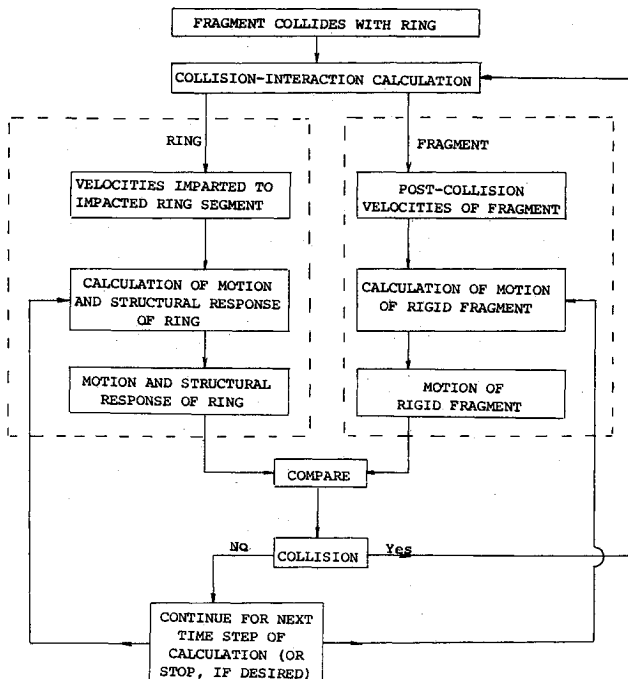 FRAGMENT COLLIDES WITH RING
COLLISION-INTERACTION CALCULATION
RING
FRAGMENT
VELOCITIES IMPARTED TO
IMPACTED RING SEGMENT
POST-COLLISION
VELOCITIES OF FRAGMENT
CALCULATION OF MOTION
AND STRUCTURAL RESPONSE
OF RING
CALCULATION OF MOTION
OF RIGID FRAGMENT
MOTION AND STRUCTURAL
RESPONSE OF RING
MOTION OF
RIGID FRAGMENT
COMPARE
NO
COLLISION
Yes
CONTINUE FOR NEXT
TIME STEP OF
CALCULATION (OR
STOP, IF DESIRED)